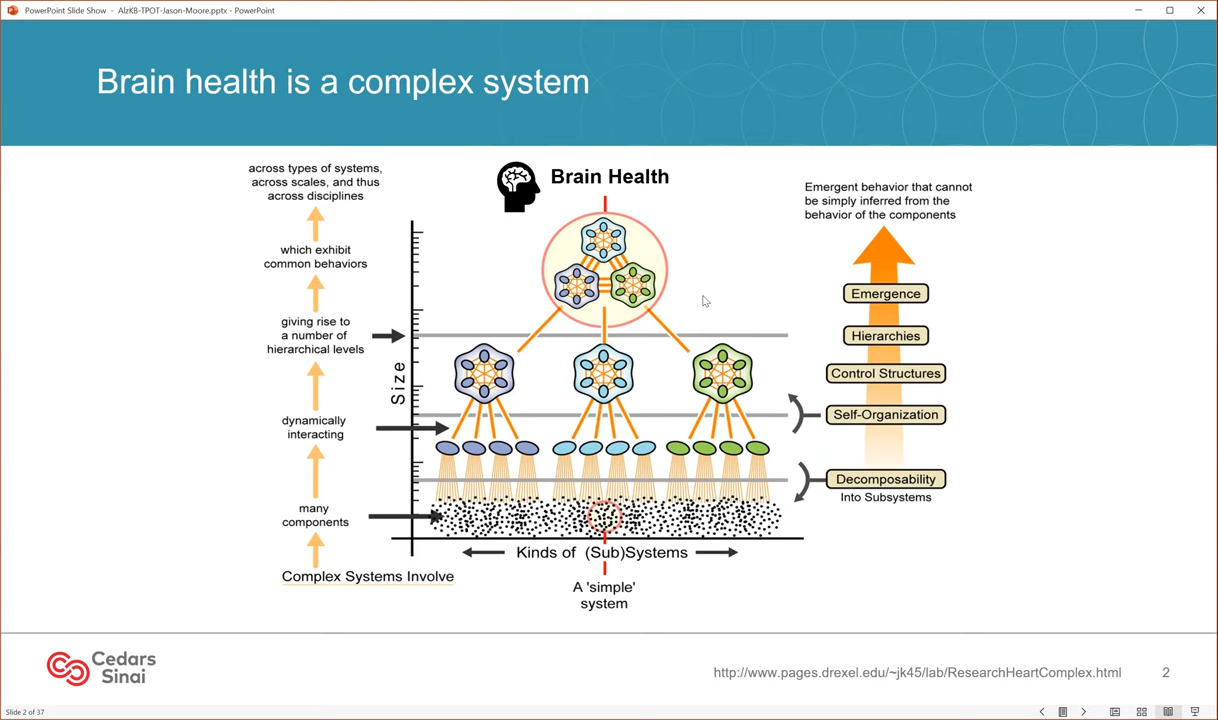 PowerPoint Slide Show - AlzKB-TPOT-Jason-Moore.pptx - PowerPoint
Brain health is a complex system
across types of systems,
across scales, and thus
across disciplines
which exhibit
common behaviors
giving rise to
a number of
hierarchical levels
dynamically
interacting
many
components
Complex Systems Involve
Brain Health
Size
Kinds of (Sub)Systems
A 'simple'
system
Emergent behavior that cannot
be simply inferred from the
behavior of the components
Emergence
Hierarchies
Control Structures
Self-Organization
Decomposability
Into Subsystems
Cedars
Sinai
http://www.pages.drexel.edu/~jk45/lab/ResearchHeartComplex.html
2
Slide 2 of 37